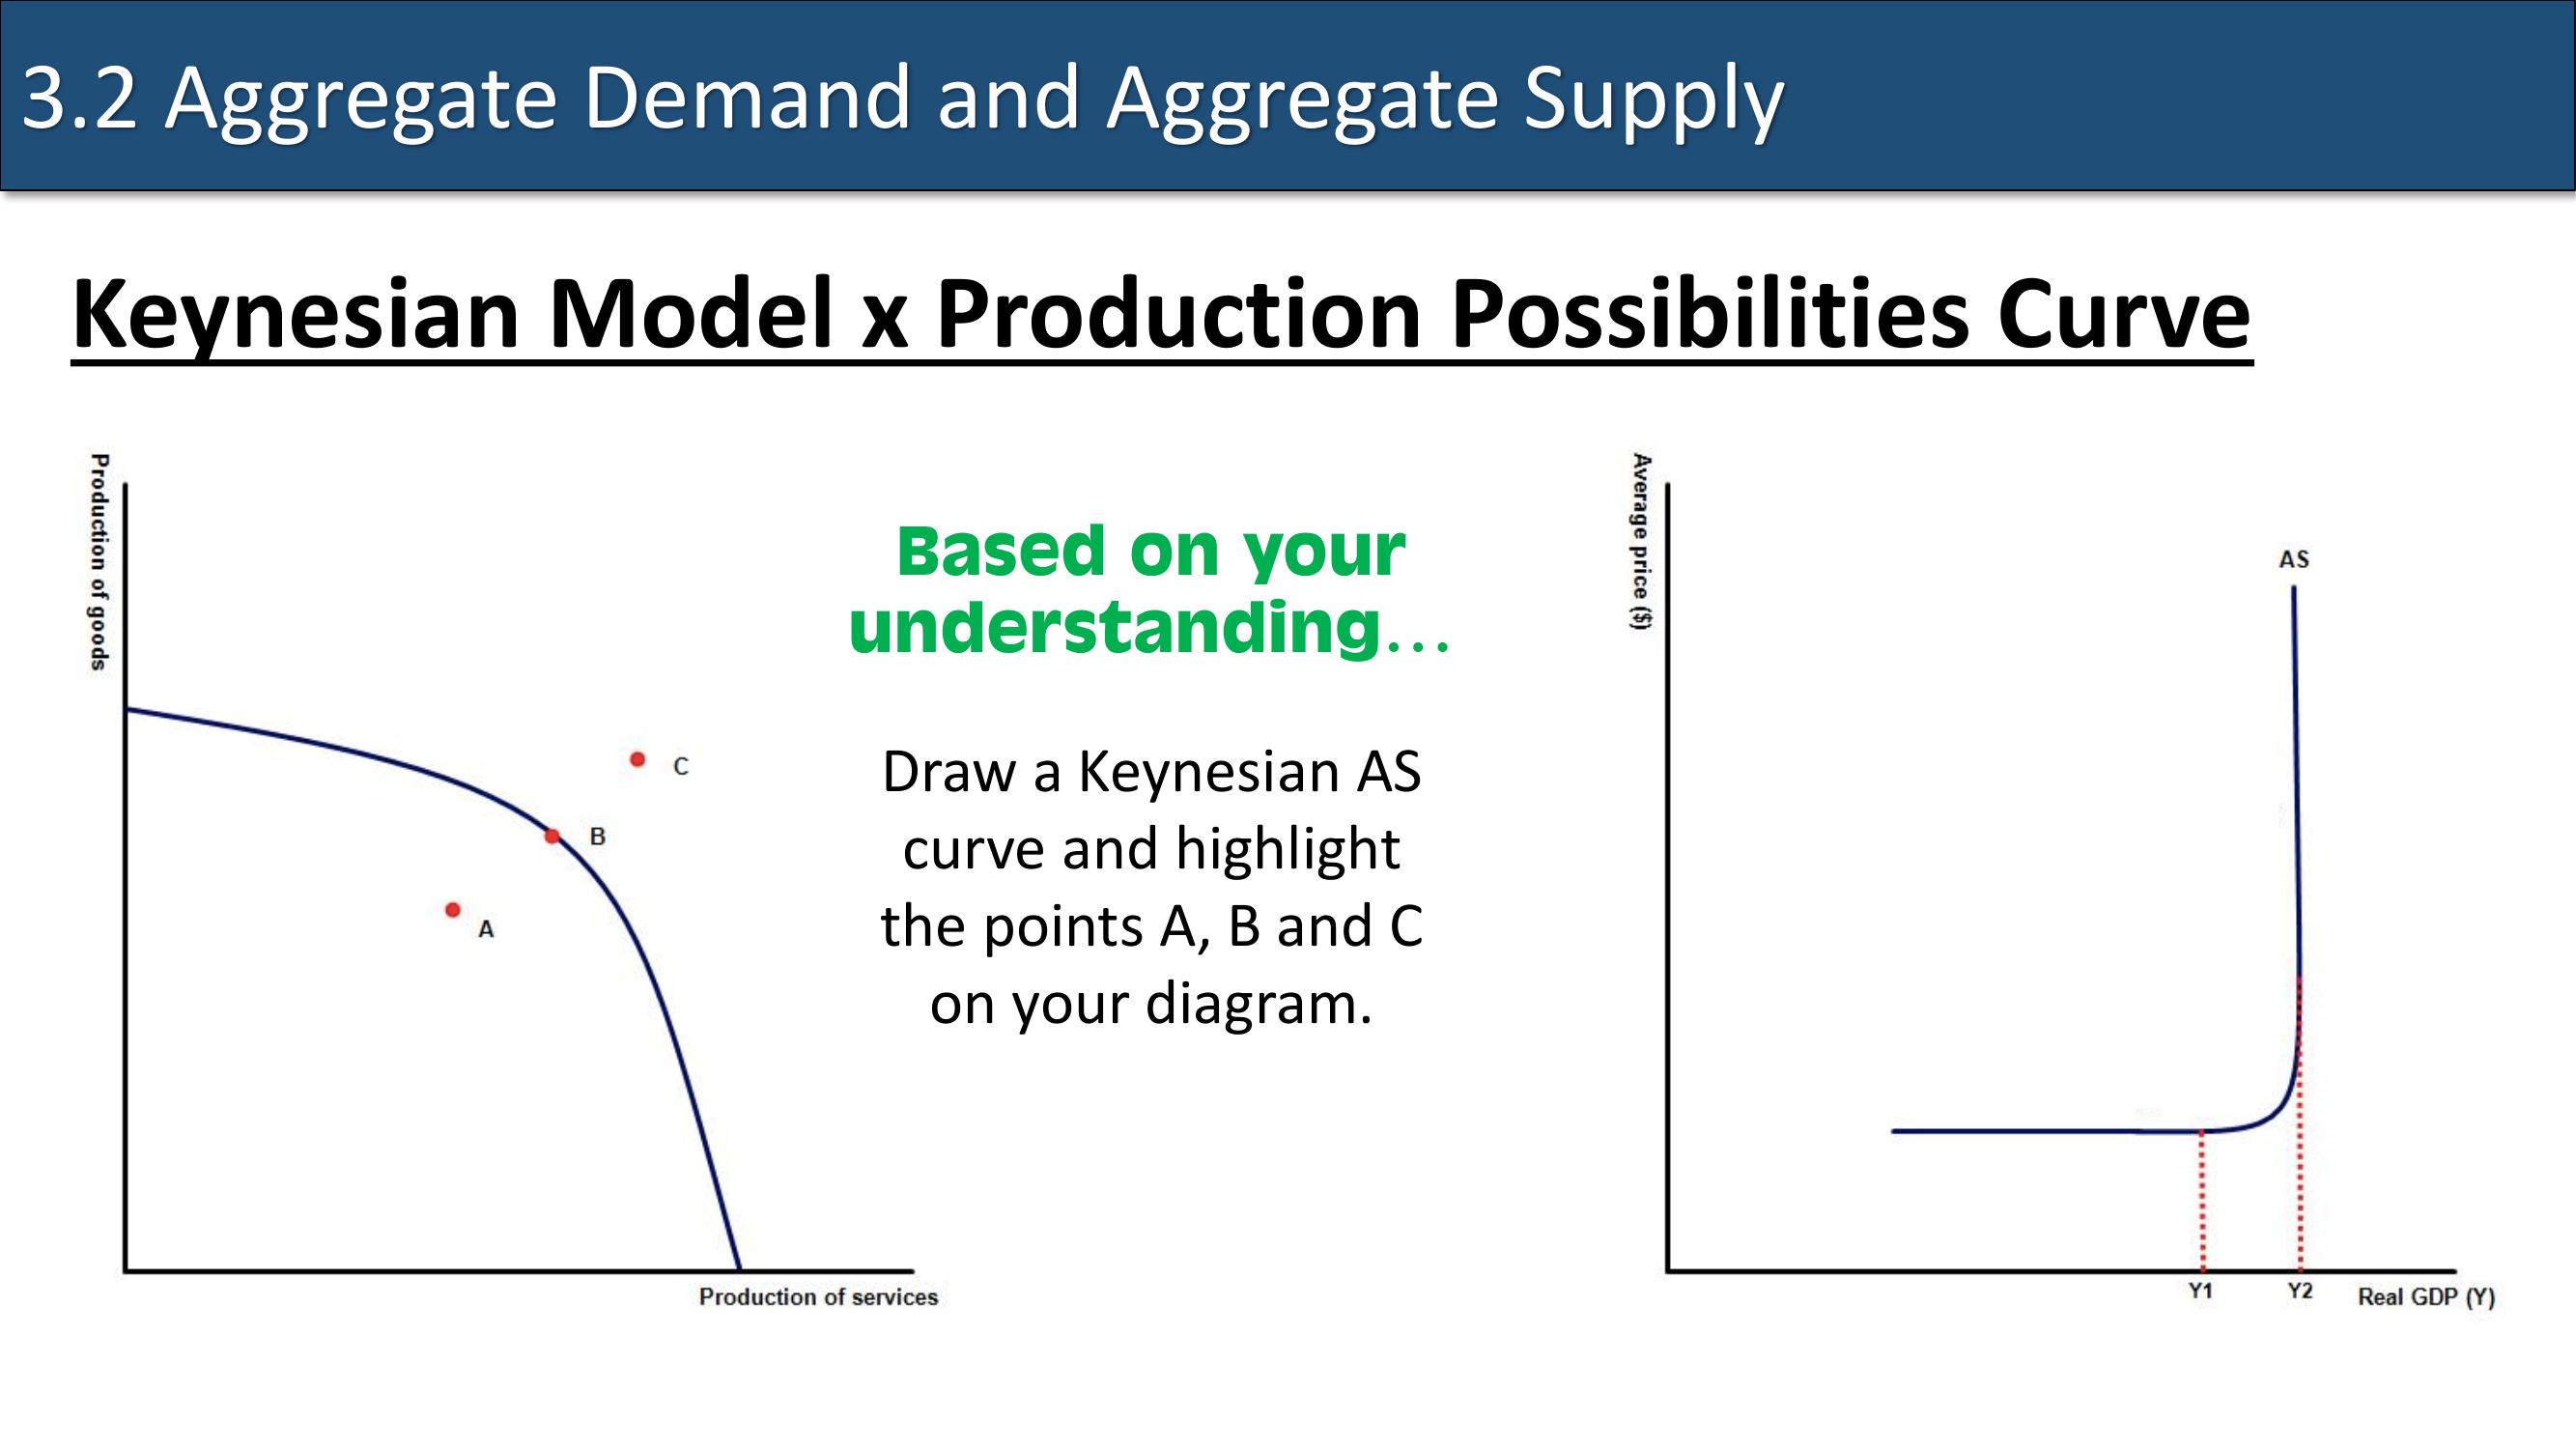 3.2 Aggregate Demand and Aggregate Supply
Keynesian Model x Production Possibilities Curve
Production of goods
C
B
A
Production of services
Based on your
understanding...
Draw a Keynesian AS
curve and highlight
the points A, B and C
on your diagram.
Average price ($)
AS
Y1
Y2
Real GDP (Y)